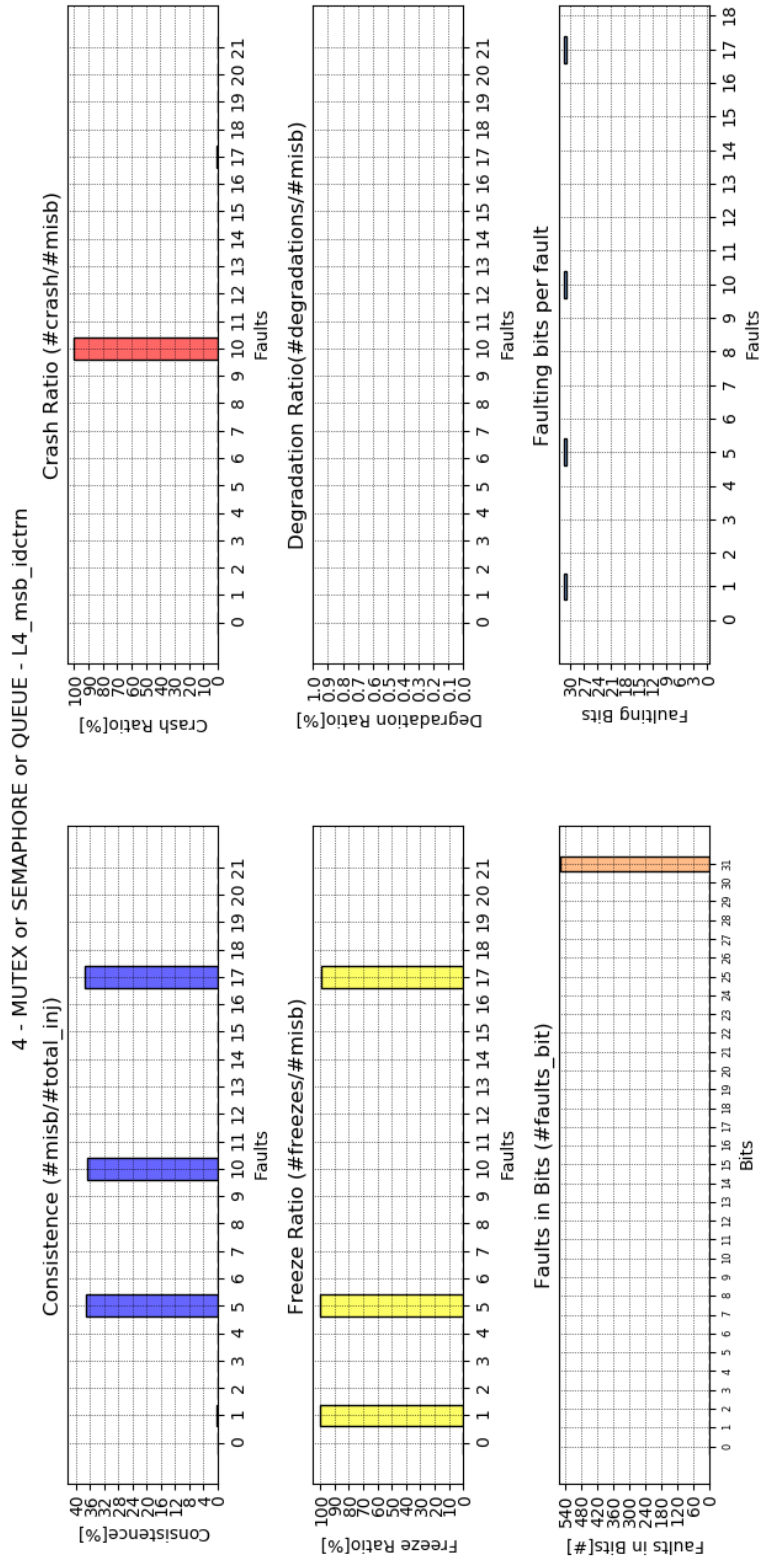 4 - MUTEX or SEMAPHORE or QUEUE - L4_msb_idctrn
Consistence (#misb/#total_inj)
Consistence[%]
40
36
32
28
24
20
16
12
8
4
0
0 1 2 3 4 5 6 7 8 9 10 11 12 13 14 15 16 17 18 19 20 21
Faults
Crash Ratio (#crash/#misb)
Crash Ratio[%]
100
90
80
70
60
50
40
30
20
10
0
0 1 2 3 4 5 6 7 8 9 10 11 12 13 14 15 16 17 18 19 20 21
Faults
Freeze Ratio (#freezes/#misb)
Freeze Ratio[%]
100
90
80
70
60
50
40
30
20
10
0
0 1 2 3 4 5 6 7 8 9 10 11 12 13 14 15 16 17 18 19 20 21
Faults
Degradation Ratio(#degradations/#misb)
Degradation Ratio[%]
1.0
0.9
0.8
0.7
0.6
0.5
0.4
0.3
0.2
0.1
0.0
0 1 2 3 4 5 6 7 8 9 10 11 12 13 14 15 16 17 18 19 20 21
Faults
Faults in Bits (#faults_bit)
Faults in Bits[#]
540
480
420
360
300
240
180
120
60
0
0 1 2 3 4 5 6 7 8 9 10 11 12 13 14 15 16 17 18 19 20 21 22 23 24 25 26 27 28 29 30 31
Bits
Faulting bits per fault
Faulting Bits
30
27
24
21
18
15
12
9
6
3
0
0 1 2 3 4 5 6 7 8 9 10 11 12 13 14 15 16 17 18
Faults